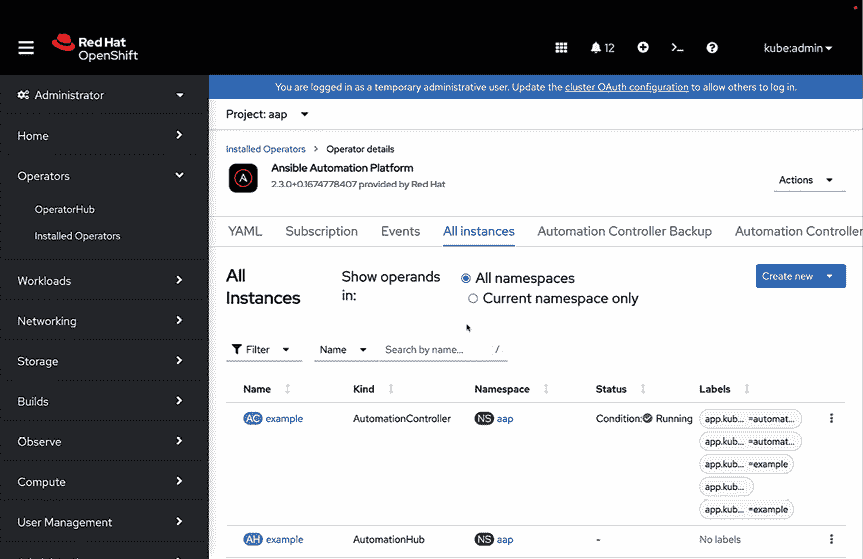 Red Hat
OpenShift
12
kube:admin
Administrator
Home
Operators
OperatorHub
Installed Operators
Workloads
Networking
Storage
Builds
Observe
Compute
User Management
You are logged in as a temporary administrative user. Update the cluster OAuth configuration to allow others to log in.
Project: aap
Installed Operators > Operator details
A
Ansible Automation Platform
2.3.0+0.1674778407 provided by Red Hat
Actions
YAML Subscription Events All instances Automation Controller Backup Automation Controller
All
Instances
Show operands
in:
All namespaces
Current namespace only
Create new
Filter Name Search by name... /
Name Kind Namespace Status Labels
AC example AutomationController NS aap Condition: Running app.kub... =automat...
app.kub... =automat...
app.kub... =example
app.kub...
app.kub... =example
AH example AutomationHub NS aap - No labels